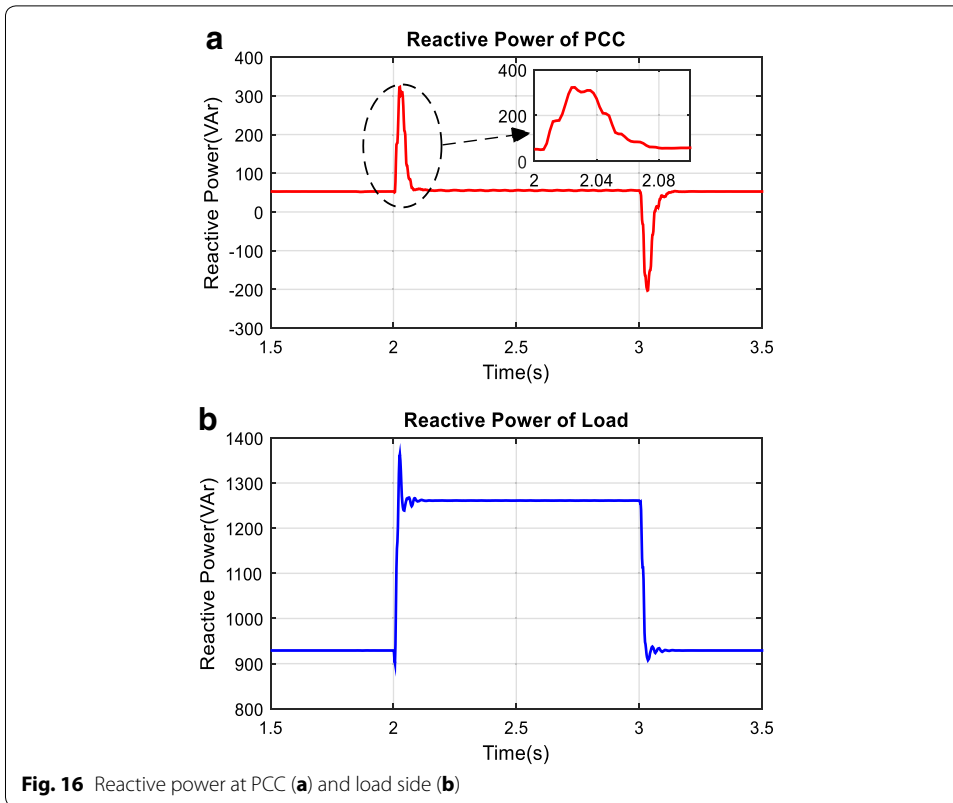 a
Reactive Power of PCC
Reactive Power(VAr)
400
300
200
100
0
-100
-200
-300
1.5 2 2.5 3 3.5
Time(s)
400
200
0
2 2.04 2.08
b
Reactive Power of Load
Reactive Power(VAr)
1400
1300
1200
1100
1000
900
800
1.5 2 2.5 3 3.5
Time(s)
Fig. 16 Reactive power at PCC (a) and load side (b)